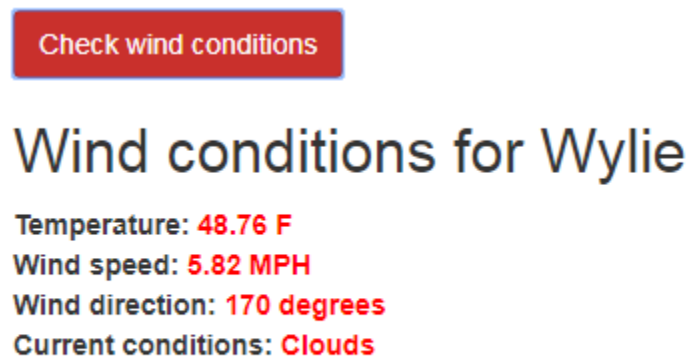 Check wind conditions
Wind conditions for Wylie
Temperature: 48.76 F
Wind speed: 5.82 MPH
Wind direction: 170 degrees
Current conditions: Clouds